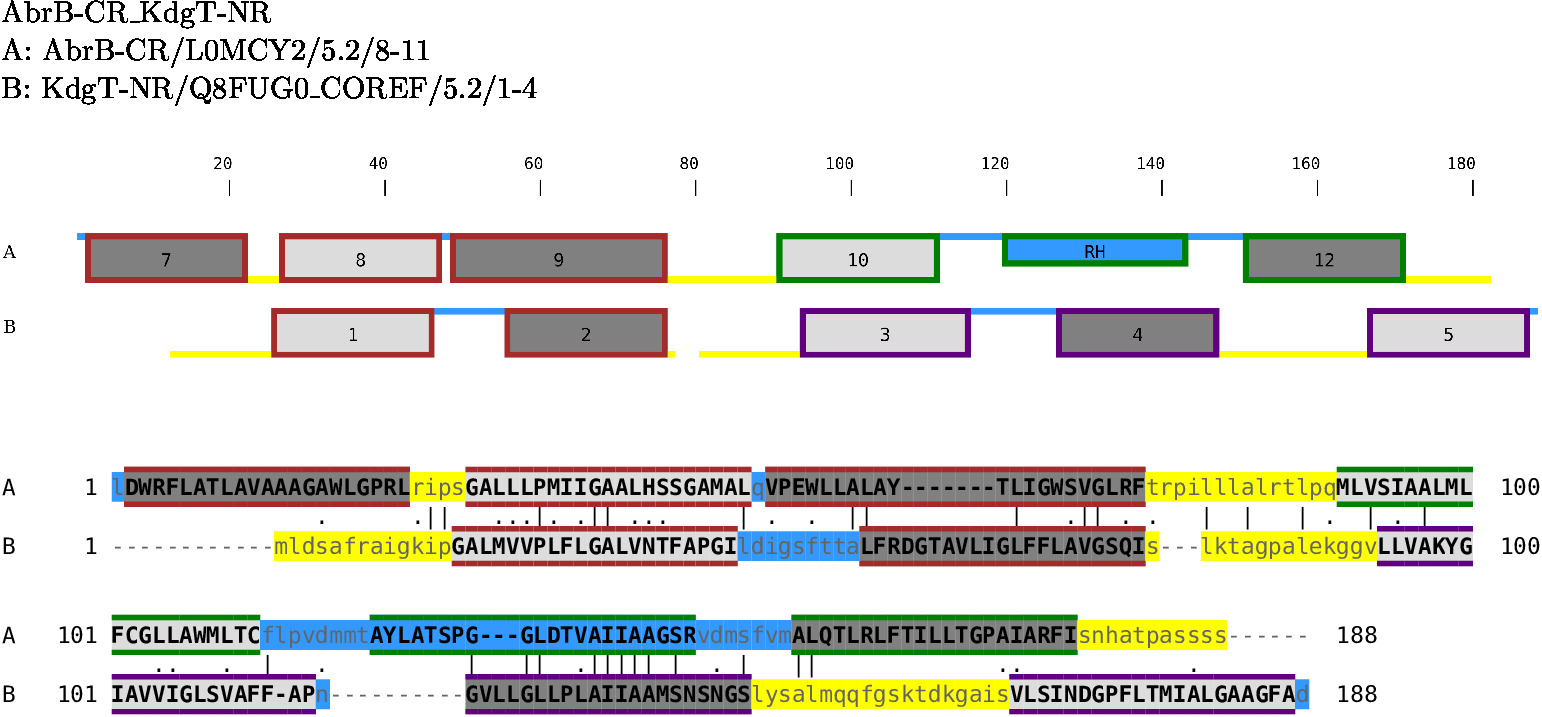 AbrB-CR_KdgT-NR
A: AbrB-CR/L0MCY2/5.2/8-11
B: KdgT-NR/Q8FUG0_COREF/5.2/1-4
20 40 60 80 100 120 140 160 180
A 7 8 9 10 RH 12
B 1 2 3 4 5
A 1 lDWRFLATLAVAAAGAWLGPRLripsGALLLPMIIGAALHSSGAMALqVPEWLLALAY-------TLIGWSVGLRFtrpilllalrtlpqMLVSIAALML 100
B 1 ------------mldsafraigkipGALMVVPLFLGALVNTFAPGIldigsfttaLFRDGTAVLIGLFFLAVGSQIs---lktagpalekggvLLVAKYG 100
A 101 FCGLLAWMLTCflpvdmmtAYLATSPG---GLDTVAIIAAGSRvdmsfvmALQTLRLFTILLTGPAIARFIsnhatpassss------ 188
B 101 IAVVIGLSVAFF-APn----------GVLLGLLPLAIIAAMSNSNGSlysalmqqfgsktdkgaisVLSINDGPFLTMIALGAAGFAd 188